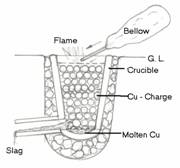 Flame
Bellow
G. L.
Crucible
Cu - Charge
Molten Cu
Slag